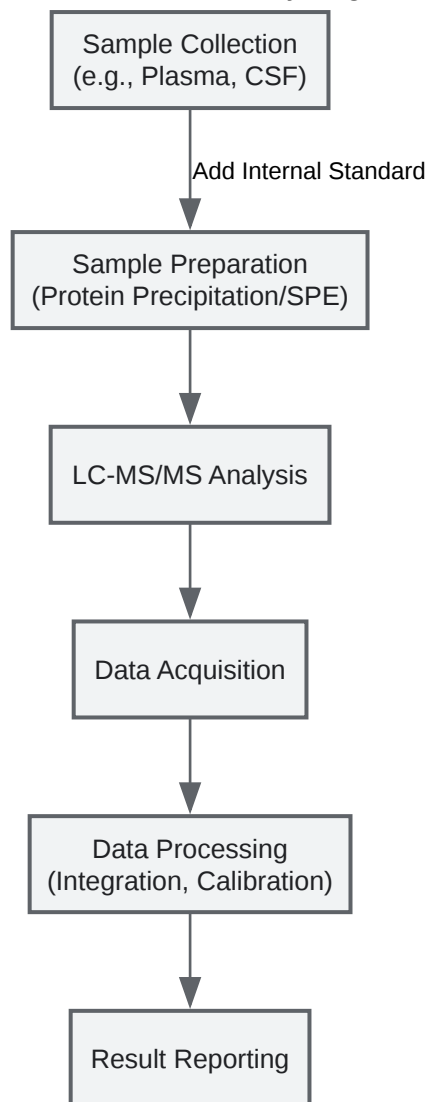 Sample Collection
(e.g., Plasma, CSF)
Add Internal Standard
Sample Preparation
(Protein Precipitation/SPE)
LC-MS/MS Analysis
Data Acquisition
Data Processing
(Integration, Calibration)
Result Reporting